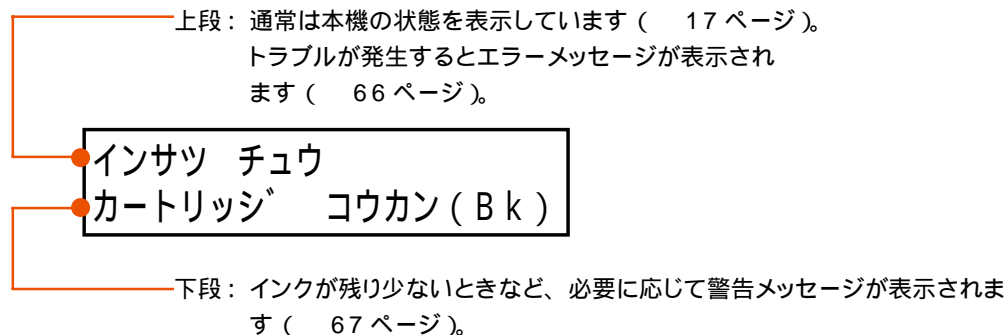 上段： 通常は本機の状態を表示しています（　17ページ）。
トラブルが発生するとエラーメッセージが表示され
ます（　66ページ）。
インサツ　チュウ
カートリッジ　コウカン（Ｂｋ）
下段： インクが残り少ないときなど、必要に応じて警告メッセージが表示されま
す（　67ページ）。